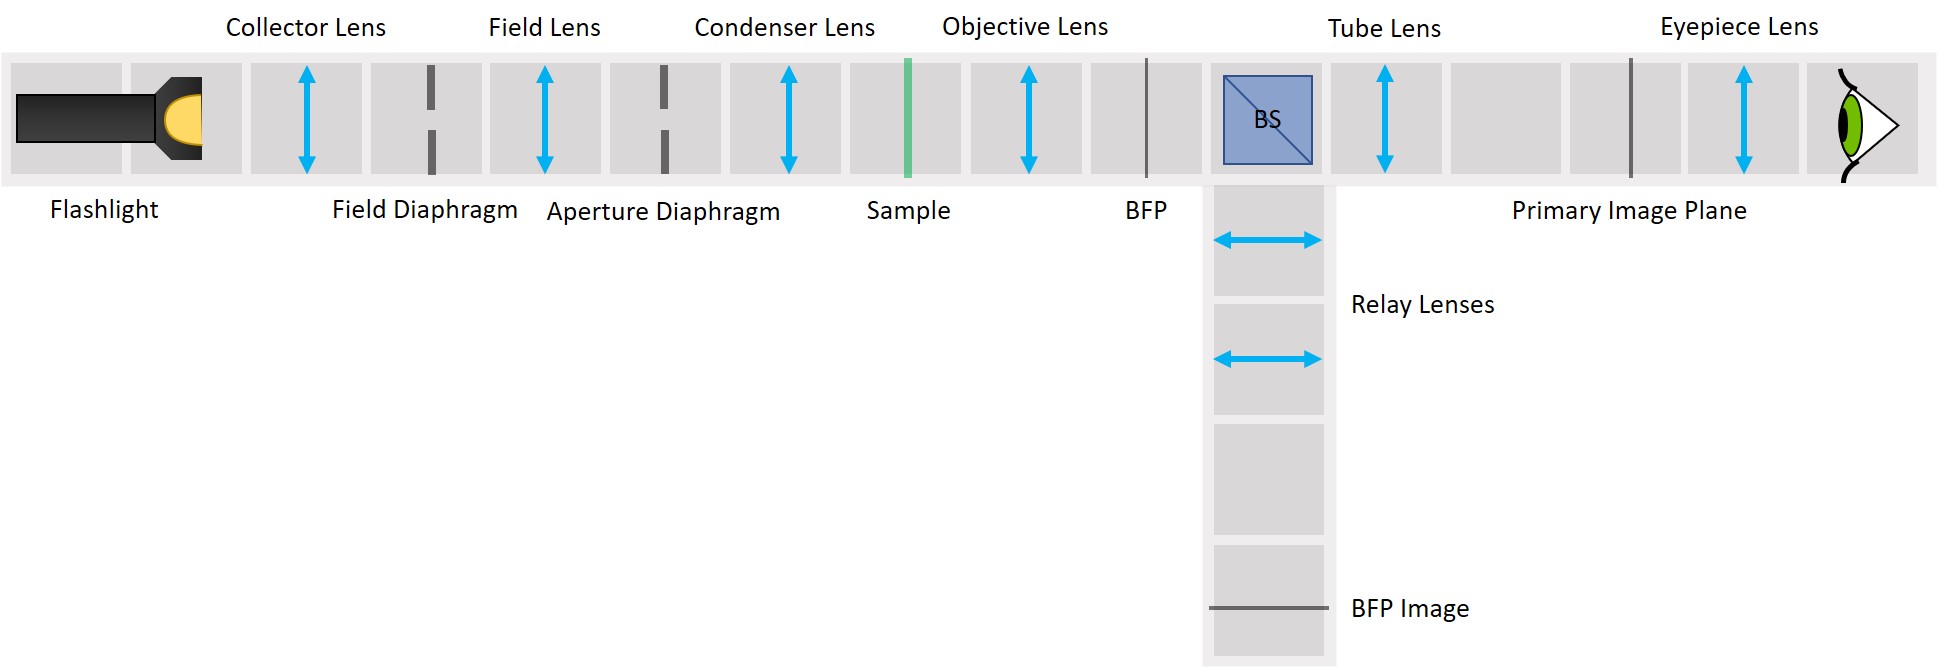 Collector Lens
Field Lens
Condenser Lens
Objective Lens
Tube Lens
Eyepiece Lens
BS
Flashlight
Field Diaphragm
Aperture Diaphragm
Sample
BFP
Primary Image Plane
Relay Lenses
BFP Image